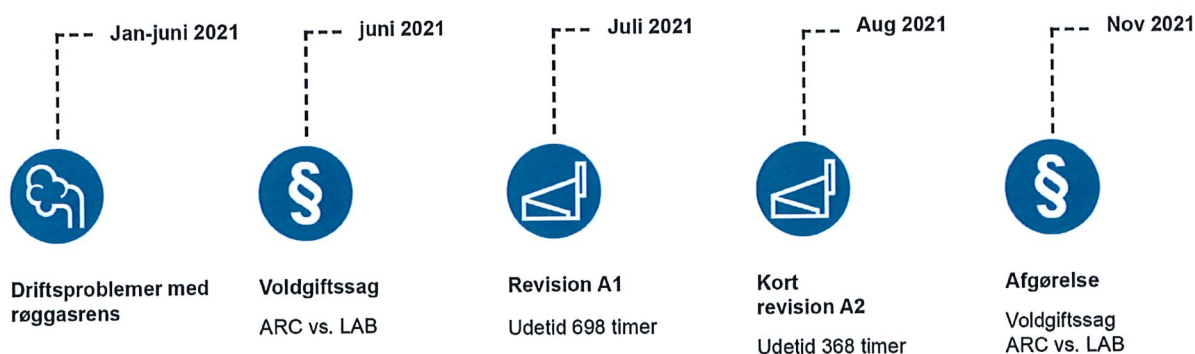 Jan-juni 2021
juni 2021
Juli 2021
Aug 2021
Nov 2021
§
§
Driftsproblemer med
røggasrens
Voldgiftssag
ARC vs. LAB
Revision A1
Udetid 698 timer
Kort
revision A2
Udetid 368 timer
Afgørelse
Voldgiftssag
ARC vs. LAB